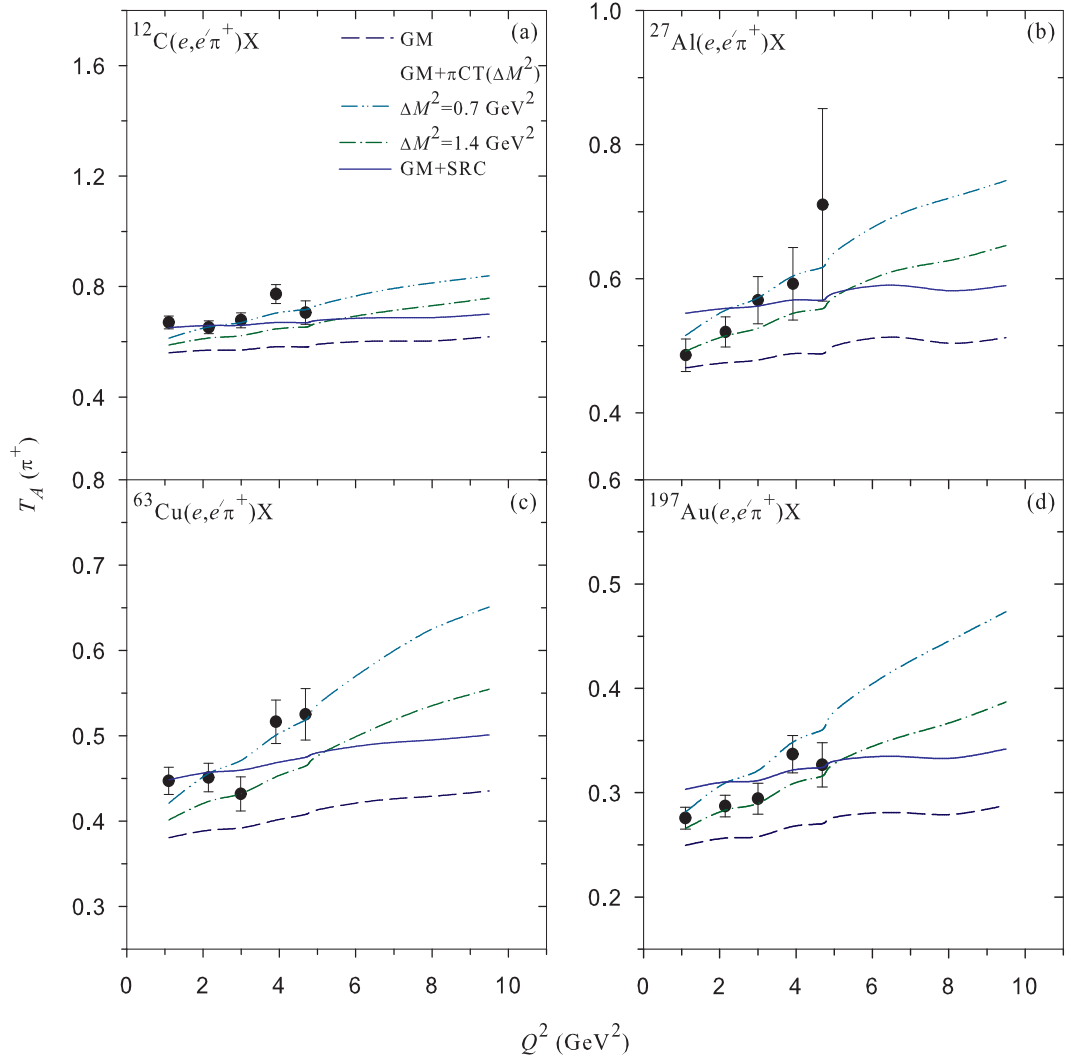 12C(e,e′π+)X
(a)
GM
GM+πCT(ΔM2)
ΔM2=0.7 GeV2
ΔM2=1.4 GeV2
GM+SRC
1.6
1.2
0.8
0.4
27Al(e,e′π+)X
(b)
1.0
0.8
0.6
0.4
TA (π+)
63Cu(e,e′π+)X
(c)
0.8
0.7
0.6
0.5
0.4
0.3
0 2 4 6 8 10
197Au(e,e′π+)X
(d)
0.6
0.5
0.4
0.3
0.2
0 2 4 6 8 10
Q2 (GeV2)